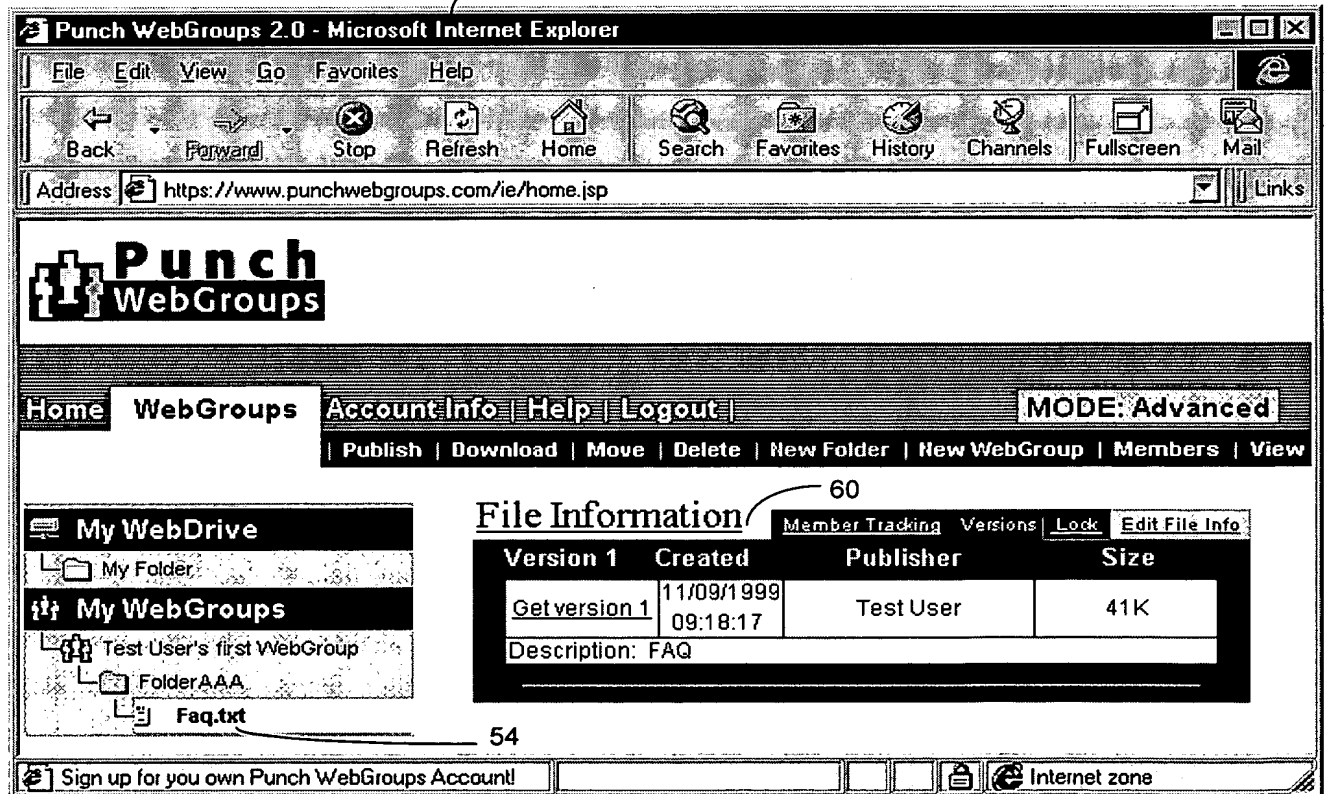 Punch WebGroups 2.0 - Microsoft Internet Explorer
File Edit View Go Favorites Help
Back Forward Stop Refresh Home Search Favorites History Channels Fullscreen Mail
Address https://www.punchwebgroups.com/ie/home.jsp Links
Punch
WebGroups
Home WebGroups Account Info | Help | Logout | MODE: Advanced
| Publish | Download | Move | Delete | New Folder | New WebGroup | Members | View
60
File Information
Member Tracking Versions | Lock Edit File Info
My WebDrive
My Folder
My WebGroups
Test User's first WebGroup
FolderAAA
Faq.txt
54
Version 1 Created Publisher Size
Get version 1 11/09/1999 09:18:17 Test User 41K
Description: FAQ
Sign up for you own Punch WebGroups Account! Internet zone